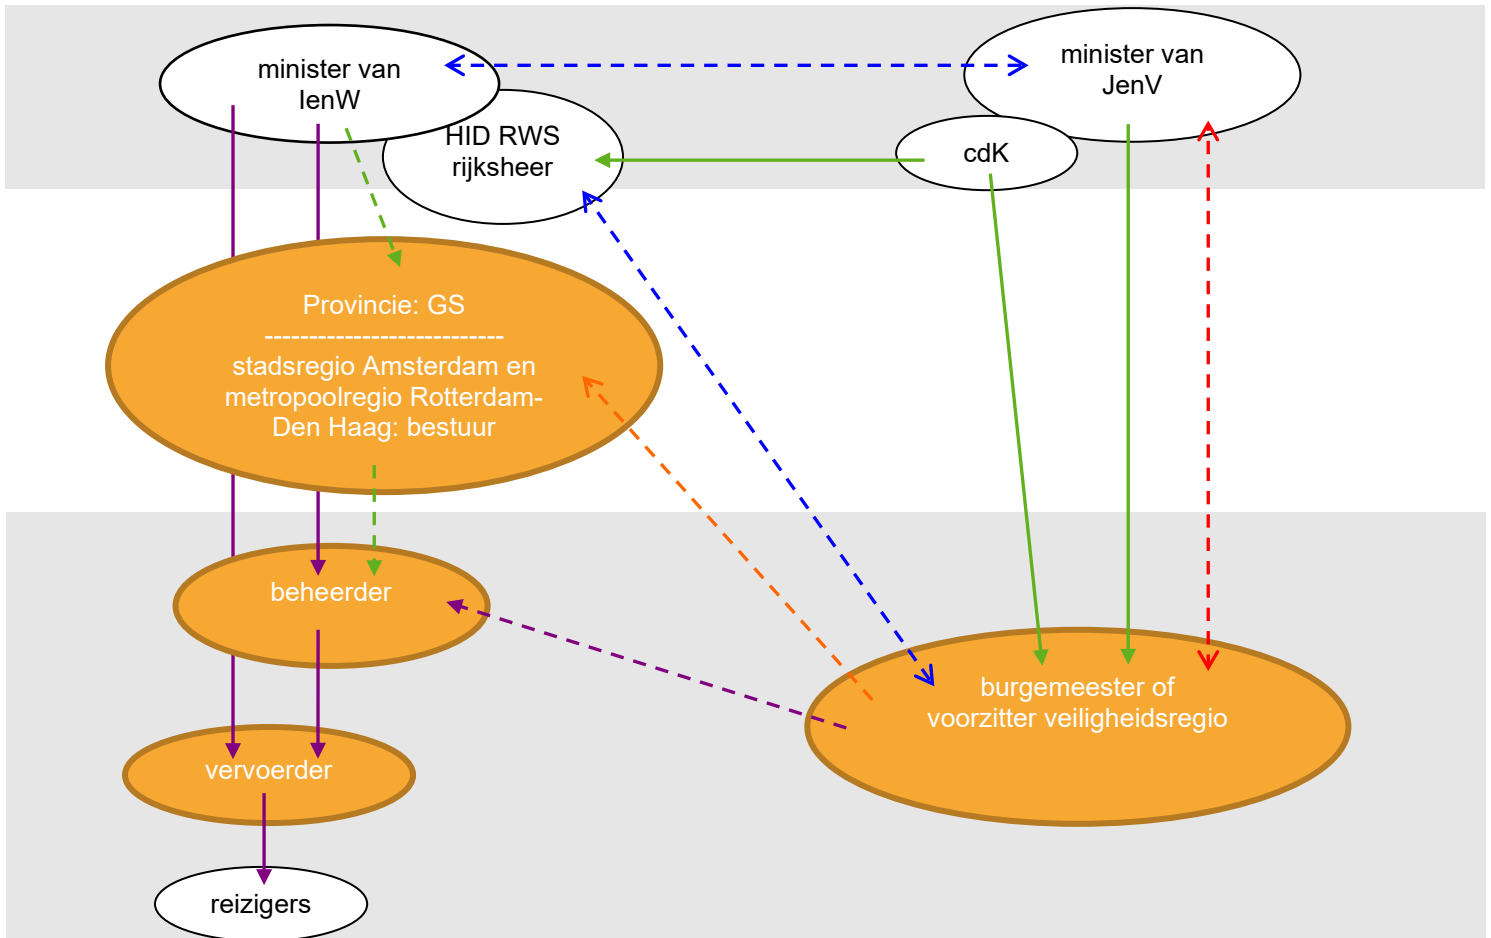 minister van
IenW
minister van
JenV
HID RWS
rijksheer
cdK
Provincie: GS
---------------------------
stadsregio Amsterdam en
metropoolregio Rotterdam-
Den Haag: bestuur
beheerder
burgemeester of
voorzitter veiligheidsregio
vervoerder
reizigers